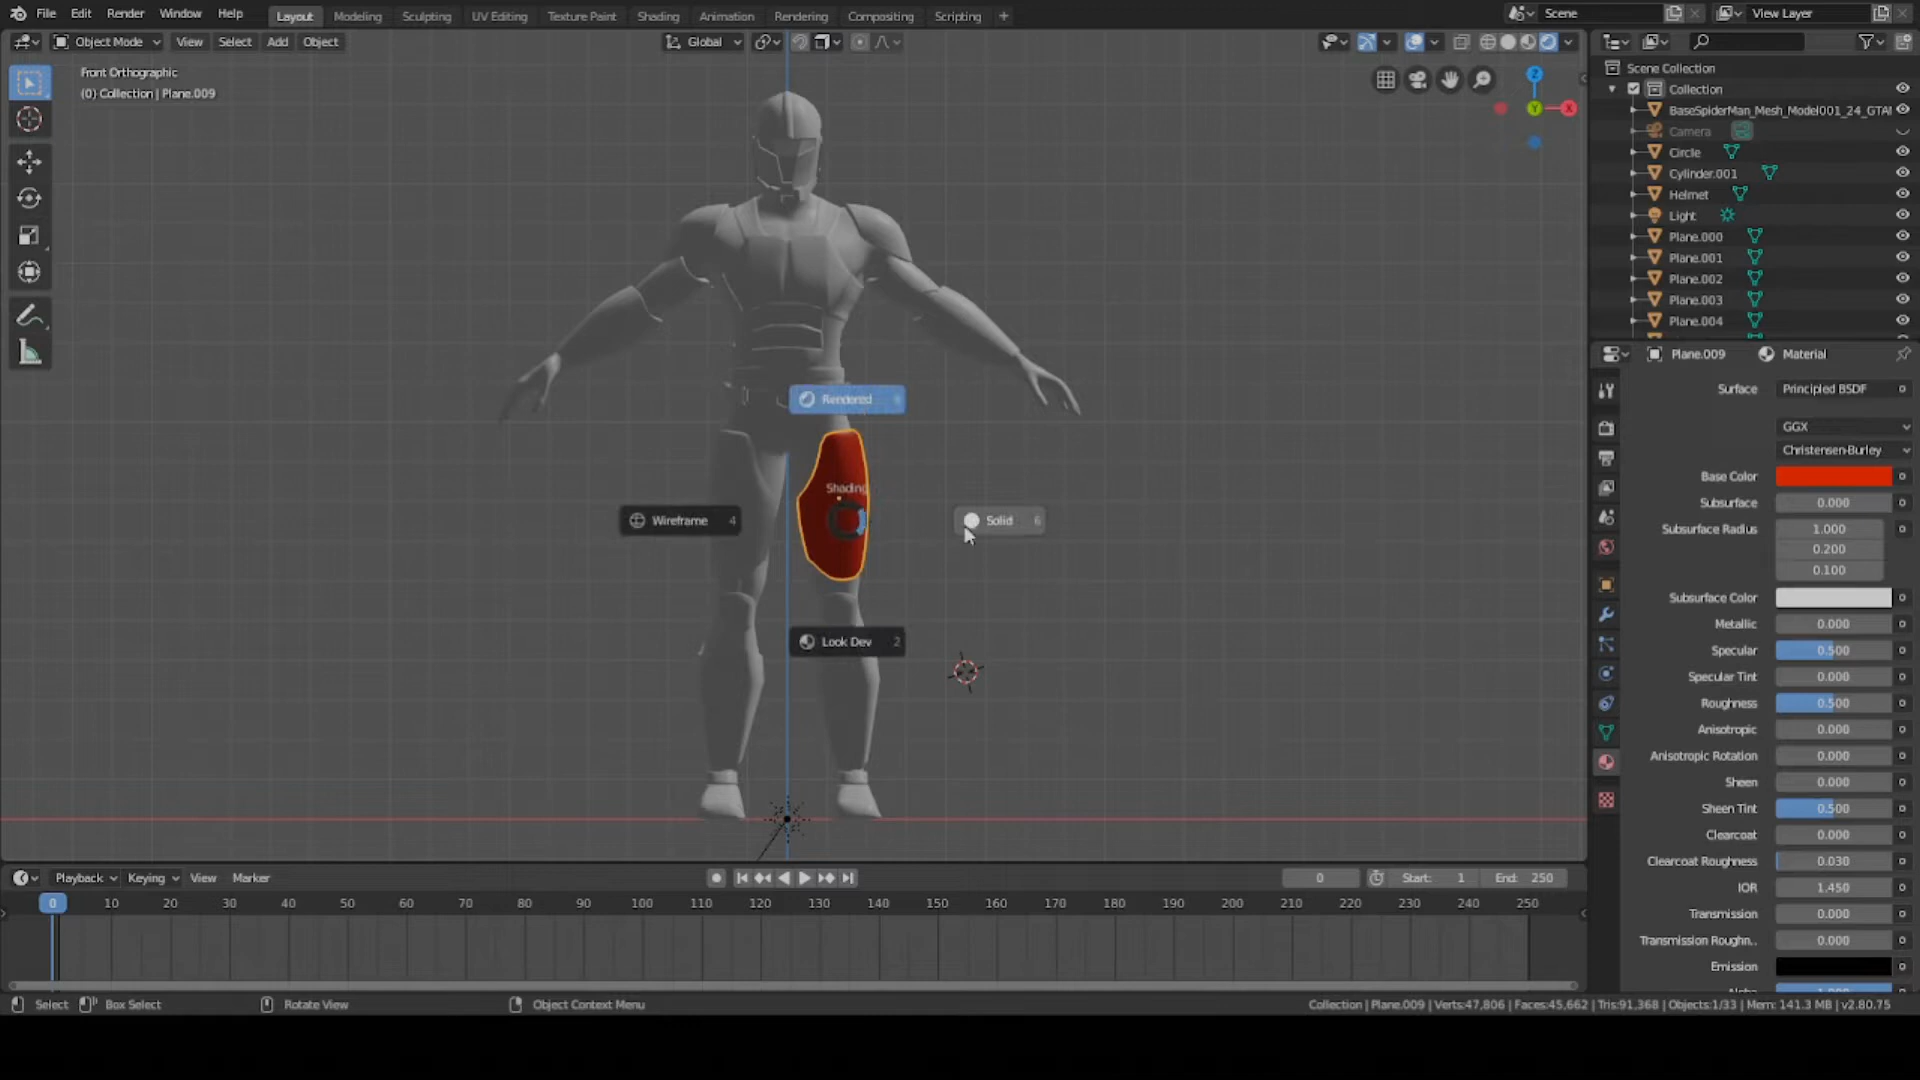 File Edit Render Window Help Layout Modeling Sculpting UV Editing Texture Paint Shading Animation Rendering Compositing Scripting + Scene View Layer
Object Mode View Select Add Object Global
Front Orthographic
(0) Collection | Plane.009
Z
Y
X
Scene Collection
Collection
BaseSpiderMan_Mesh_Model001_24_GTAI
Camera
Circle
Cylinder.001
Helmet
Light
Plane.000
Plane.001
Plane.002
Plane.003
Plane.004
Rendered
Shading
Wireframe 4
Solid 6
Look Dev 2
Plane.009 Material
Surface Principled BSDF
GGX
Christensen-Burley
Base Color
Subsurface 0.000
Subsurface Radius 1.000
0.200
0.100
Subsurface Color
Metallic 0.000
Specular 0.500
Specular Tint 0.000
Roughness 0.500
Anisotropic 0.000
Anisotropic Rotation 0.000
Sheen 0.000
Sheen Tint 0.500
Clearcoat 0.000
Clearcoat Roughness 0.030
IOR 1.450
Transmission 0.000
Transmission Roughn.. 0.000
Emission
Playback Keying View Marker 0 Start: 1 End: 250
0 10 20 30 40 50 60 70 80 90 100 110 120 130 140 150 160 170 180 190 200 210 220 230 240 250
Select Box Select Rotate View Object Context Menu Collection | Plane.009 | Verts:47,806 | Faces:45,662 | Tris:91,368 | Objects:1/33 | Mem: 141.3 MB | v2.80.75